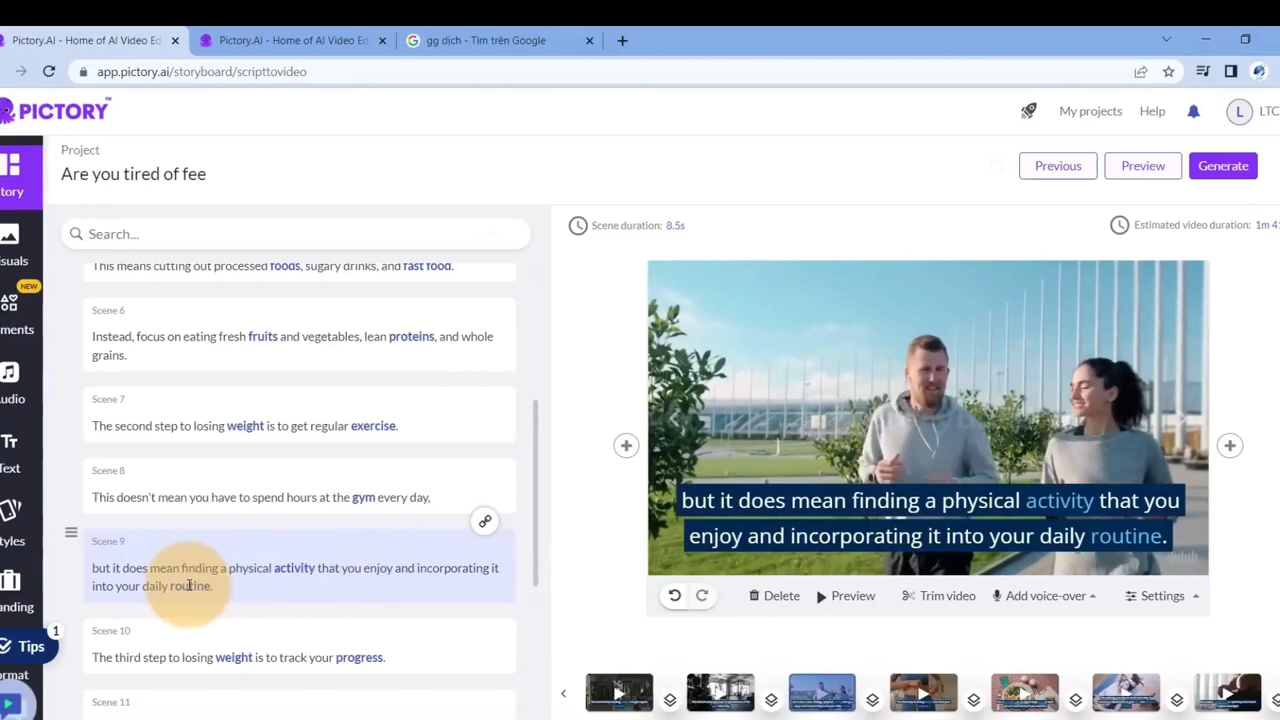 Pictory.AI - Home of AI Video Ed
Pictory.AI - Home of AI Video Ed
gg dịch - Tìm trên Google
app.pictory.ai/storyboard/scripttovideo
PICTORY™
My projects
Help
L
LTC
Project
Are you tired of fee
Previous
Preview
Generate
tory
isuals
NEW
ments
udio
Tt
Text
tyles
anding
1
Tips
ormat
Search...
This means cutting out processed foods, sugary drinks, and fast food.
Scene 6
Instead, focus on eating fresh fruits and vegetables, lean proteins, and whole
grains.
Scene 7
The second step to losing weight is to get regular exercise.
Scene 8
This doesn't mean you have to spend hours at the gym every day,
Scene 9
but it does mean finding a physical activity that you enjoy and incorporating it
into your daily routine.
Scene 10
The third step to losing weight is to track your progress.
Scene 11
Scene duration: 8.5s
Estimated video duration: 1m 41
but it does mean finding a physical activity that you
enjoy and incorporating it into your daily routine.
Delete
Preview
Trim video
Add voice-over
Settings